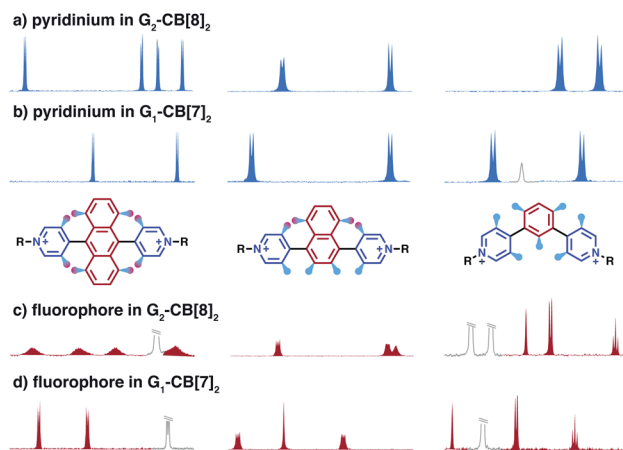 a) pyridinium in G₂-CB[8]₂
b) pyridinium in G₁-CB[7]₂
R-N+ N-R +
R-N+ N-R +
R N+ N+ R
c) fluorophore in G₂-CB[8]₂
d) fluorophore in G₁-CB[7]₂